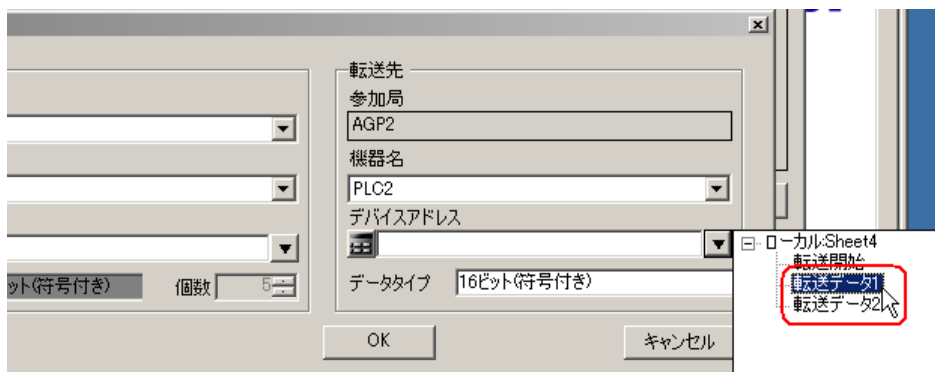 転送先
参加局
AGP2
機器名
PLC2
デバイスアドレス
ット(符号付き)
個数 5
データタイプ 16ビット(符号付き)
OK
キャンセル
ローカル:Sheet4
転送開始
転送データ1
転送データ2